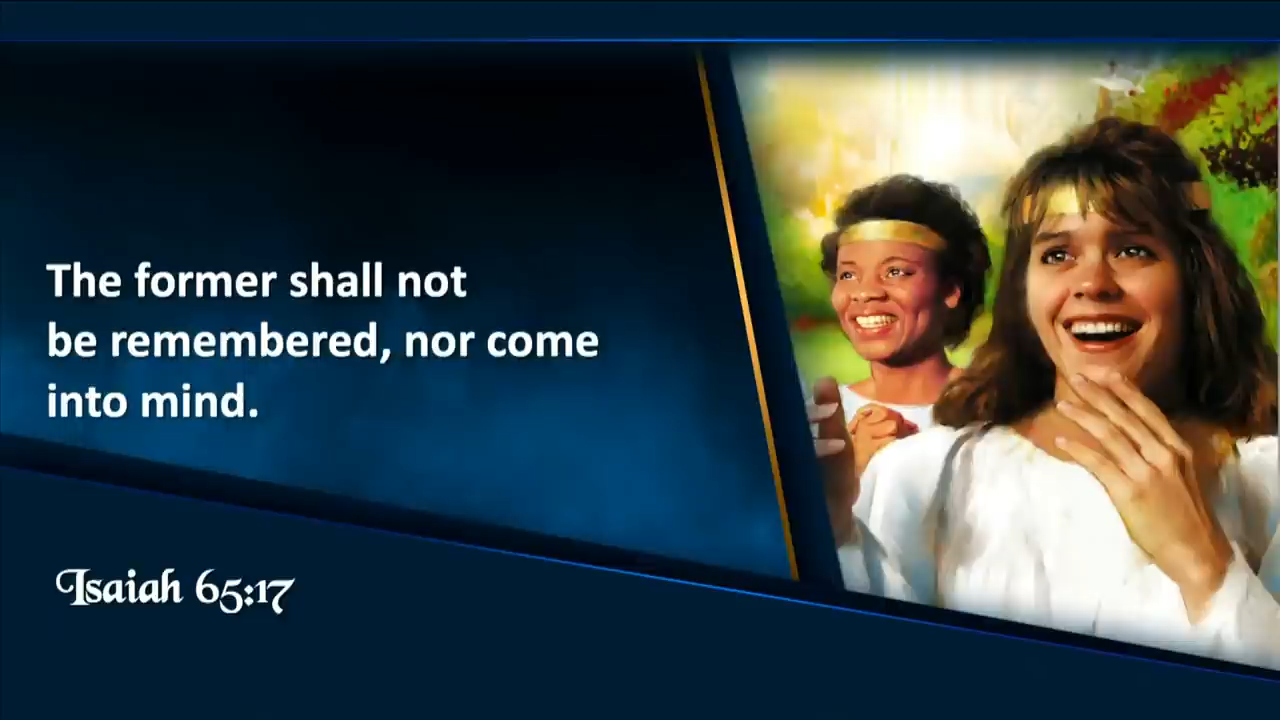 The former shall not
be remembered, nor come
into mind.
Isaiah 65:17